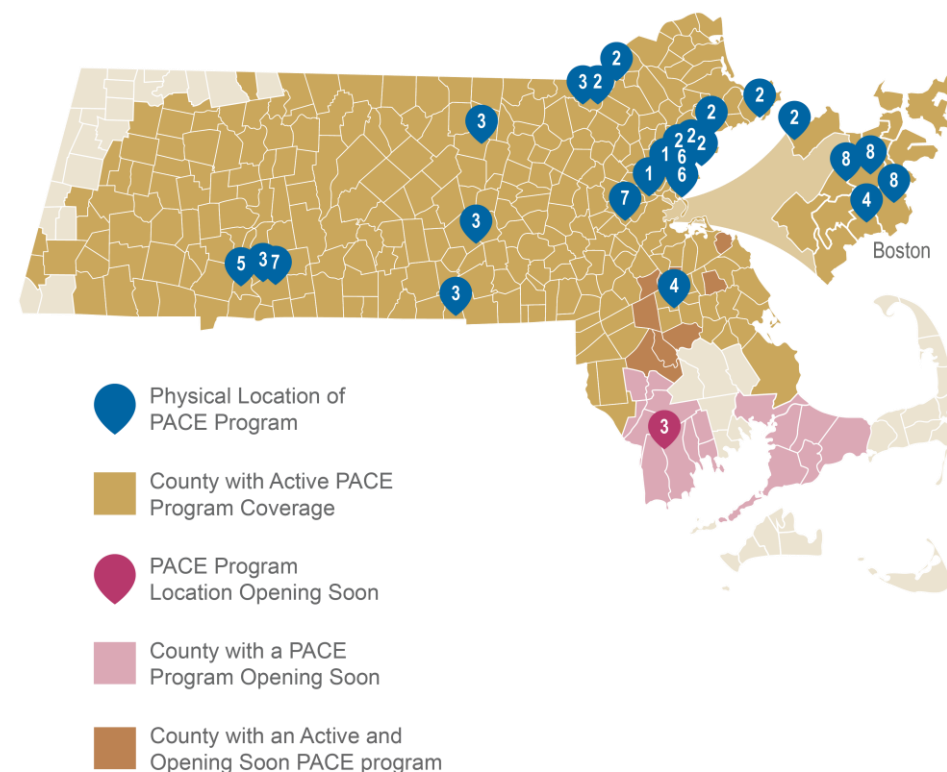 2
3 2
2
2
2
3
2
2
2
1
6
8
8
1
6
8
7
4
3
Boston
5
3
7
4
3
3
Physical Location of
PACE Program
County with Active PACE
Program Coverage
PACE Program
Location Opening Soon
County with a PACE
Program Opening Soon
County with an Active and
Opening Soon PACE program